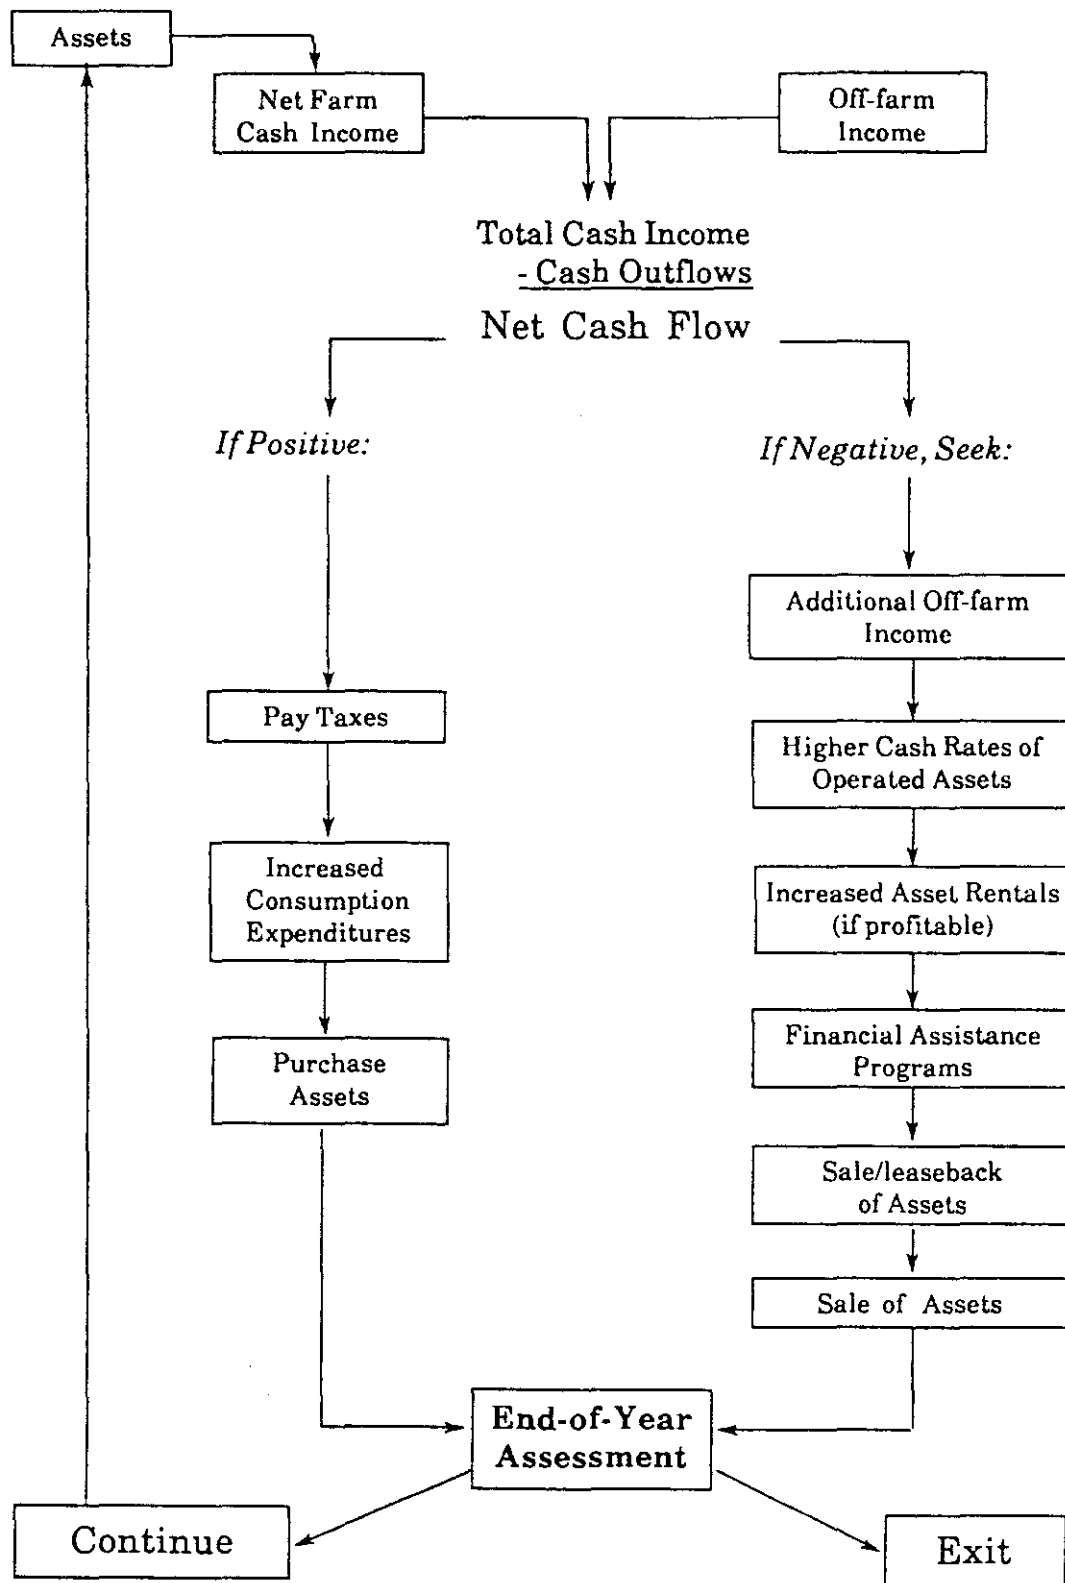 Assets
Net Farm
Cash Income
Off-farm
Income
Total Cash Income
- Cash Outflows
Net Cash Flow
If Positive:
If Negative, Seek:
Pay Taxes
Increased
Consumption
Expenditures
Purchase
Assets
Additional Off-farm
Income
Higher Cash Rates of
Operated Assets
Increased Asset Rentals
(if profitable)
Financial Assistance
Programs
Sale/leaseback
of Assets
Sale of Assets
End-of-Year
Assessment
Continue
Exit